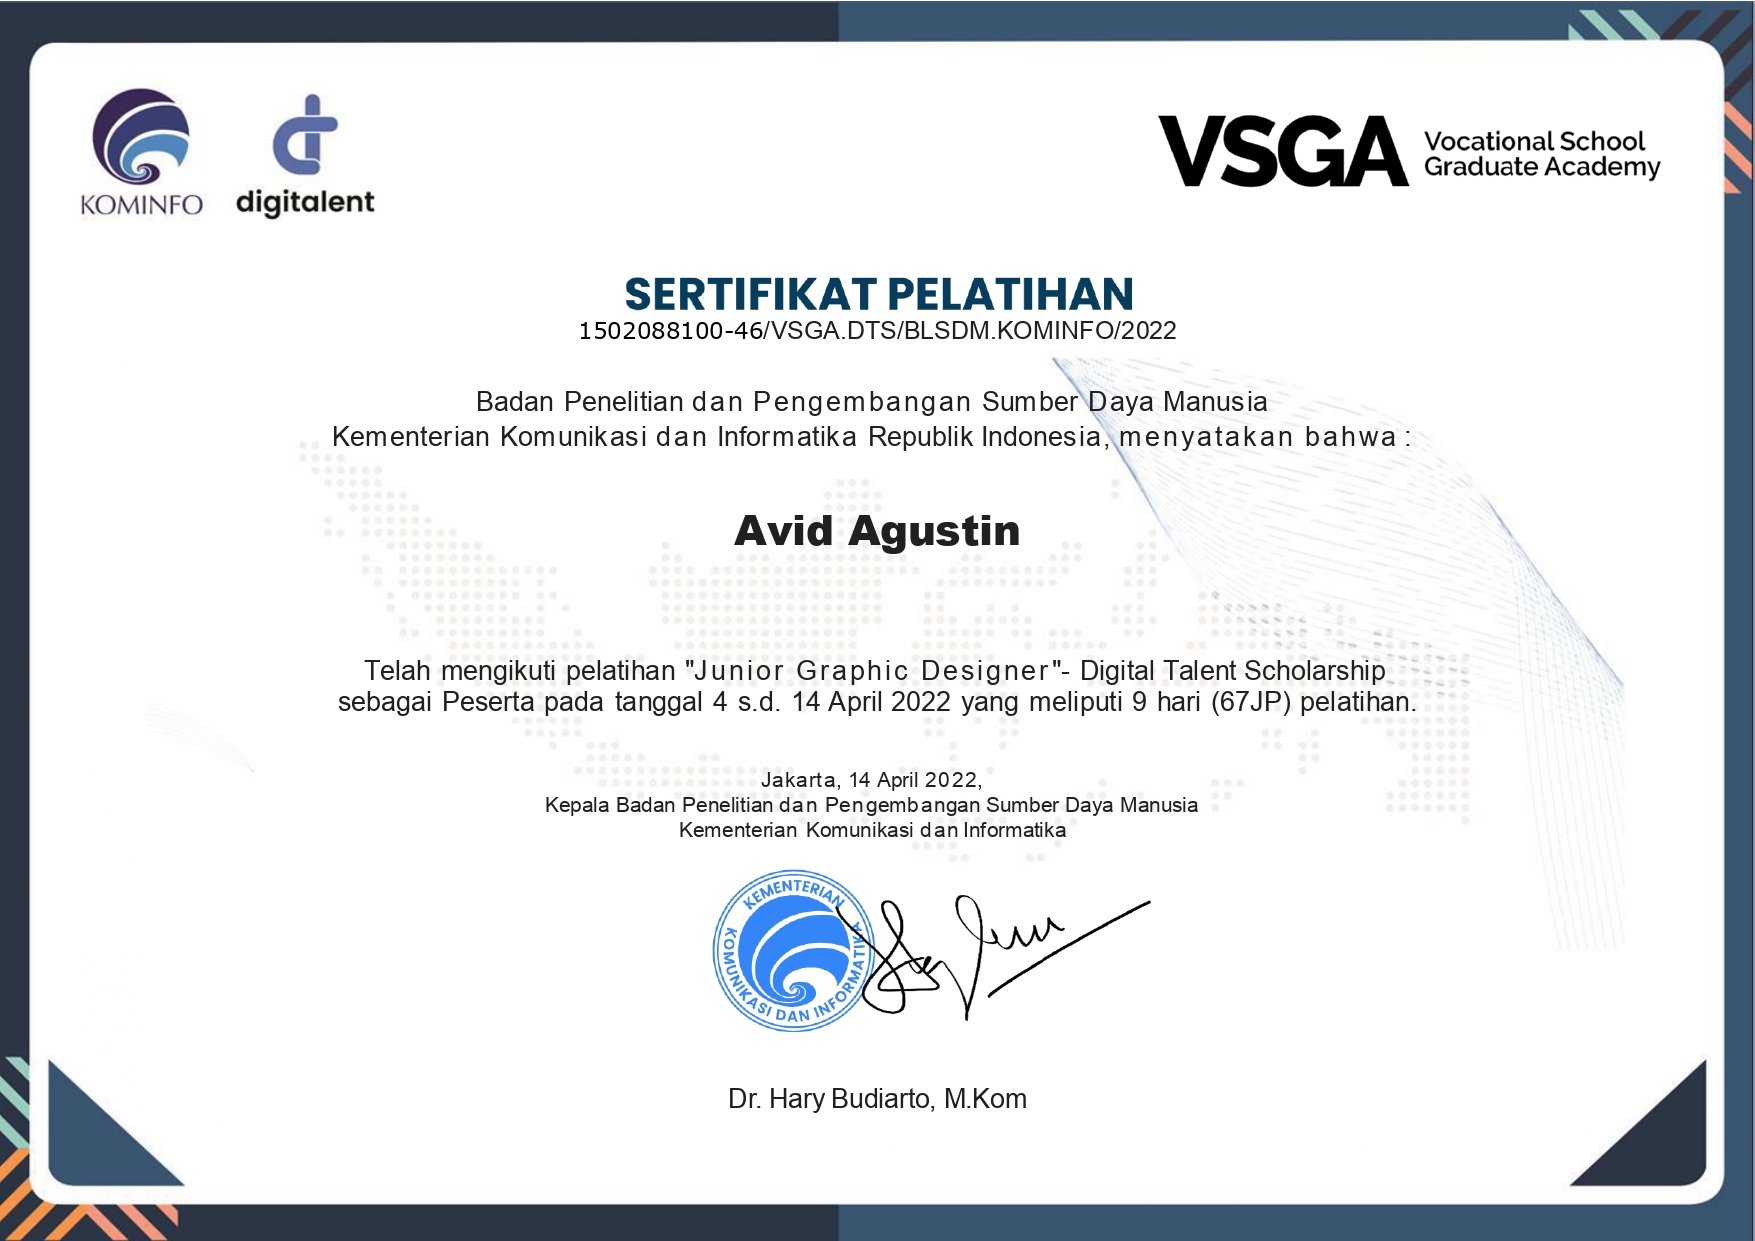 KOMINFO
digitalent
VSGA
Vocational School
Graduate Academy
SERTIFIKAT PELATIHAN
1502088100-46/VSGA.DTS/BLSDM.KOMINFO/2022
Badan Penelitian dan Pengembangan Sumber Daya Manusia
Kementerian Komunikasi dan Informatika Republik Indonesia, menyatakan bahwa :
Avid Agustin
Telah mengikuti pelatihan "Junior Graphic Designer"- Digital Talent Scholarship
sebagai Peserta pada tanggal 4 s.d. 14 April 2022 yang meliputi 9 hari (67JP) pelatihan.
Jakarta, 14 April 2022,
Kepala Badan Penelitian dan Pengembangan Sumber Daya Manusia
Kementerian Komunikasi dan Informatika
KEMENTERIAN
KOMUNIKASI DAN INFORMATIKA
Dr. Hary Budiarto, M.Kom